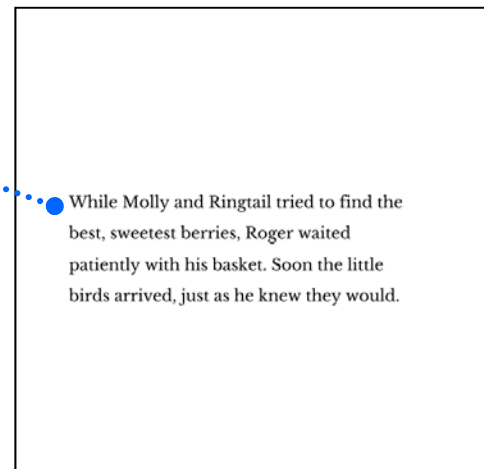 While Molly and Ringtail tried to find the
best, sweetest berries, Roger waited
patiently with his basket. Soon the little
birds arrived, just as he knew they would.